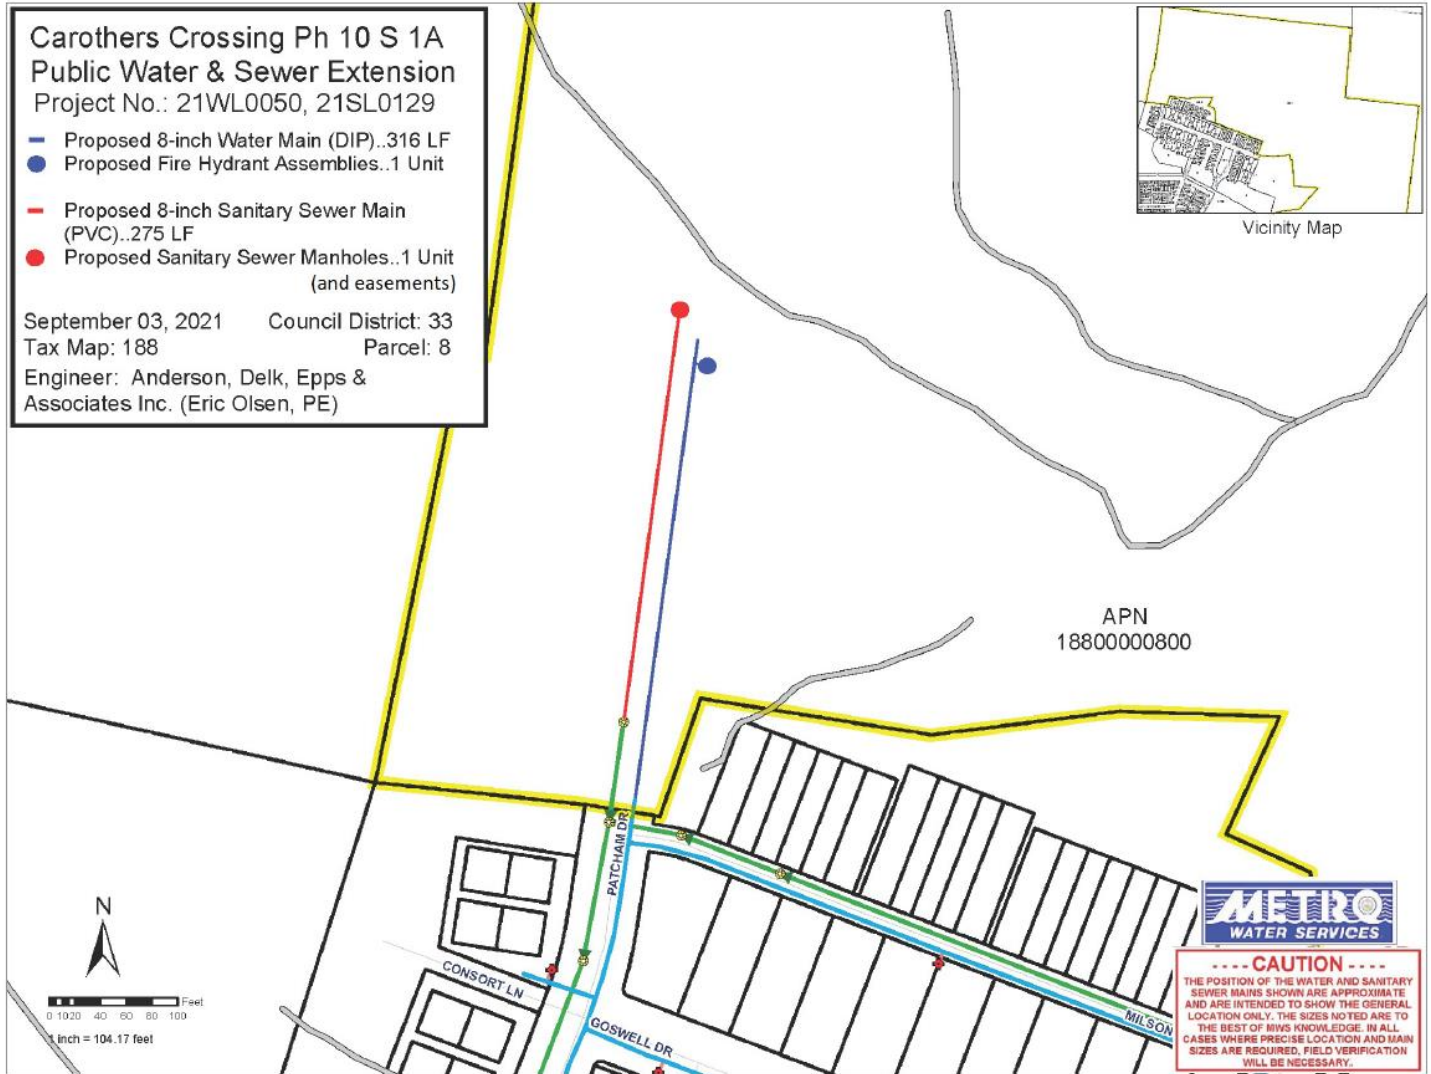 Carothers Crossing Ph 10 S 1A
Public Water & Sewer Extension
Project No.: 21WL0050, 21SL0129
Proposed 8-inch Water Main (DIP)..316 LF
Proposed Fire Hydrant Assemblies..1 Unit
Proposed 8-inch Sanitary Sewer Main
(PVC)..275 LF
Proposed Sanitary Sewer Manholes..1 Unit
(and easements)
September 03, 2021 Council District: 33
Tax Map: 188 Parcel: 8
Engineer: Anderson, Delk, Epps &
Associates Inc. (Eric Olsen, PE)
Vicinity Map
APN
18800000800
PATCHAM DR
CONSORT LN
GOSWELL DR
MILSON
N
Feet
0 1020 40 60 80 100
1 inch = 104.17 feet
METRO
WATER SERVICES
----CAUTION----
THE POSITION OF THE WATER AND SANITARY
SEWER MAINS SHOWN ARE APPROXIMATE
AND ARE INTENDED TO SHOW THE GENERAL
LOCATION ONLY. THE SIZES NOTED ARE TO
THE BEST OF MWS KNOWLEDGE. IN ALL
CASES WHERE PRECISE LOCATION AND MAIN
SIZES ARE REQUIRED, FIELD VERIFICATION
WILL BE NECESSARY..